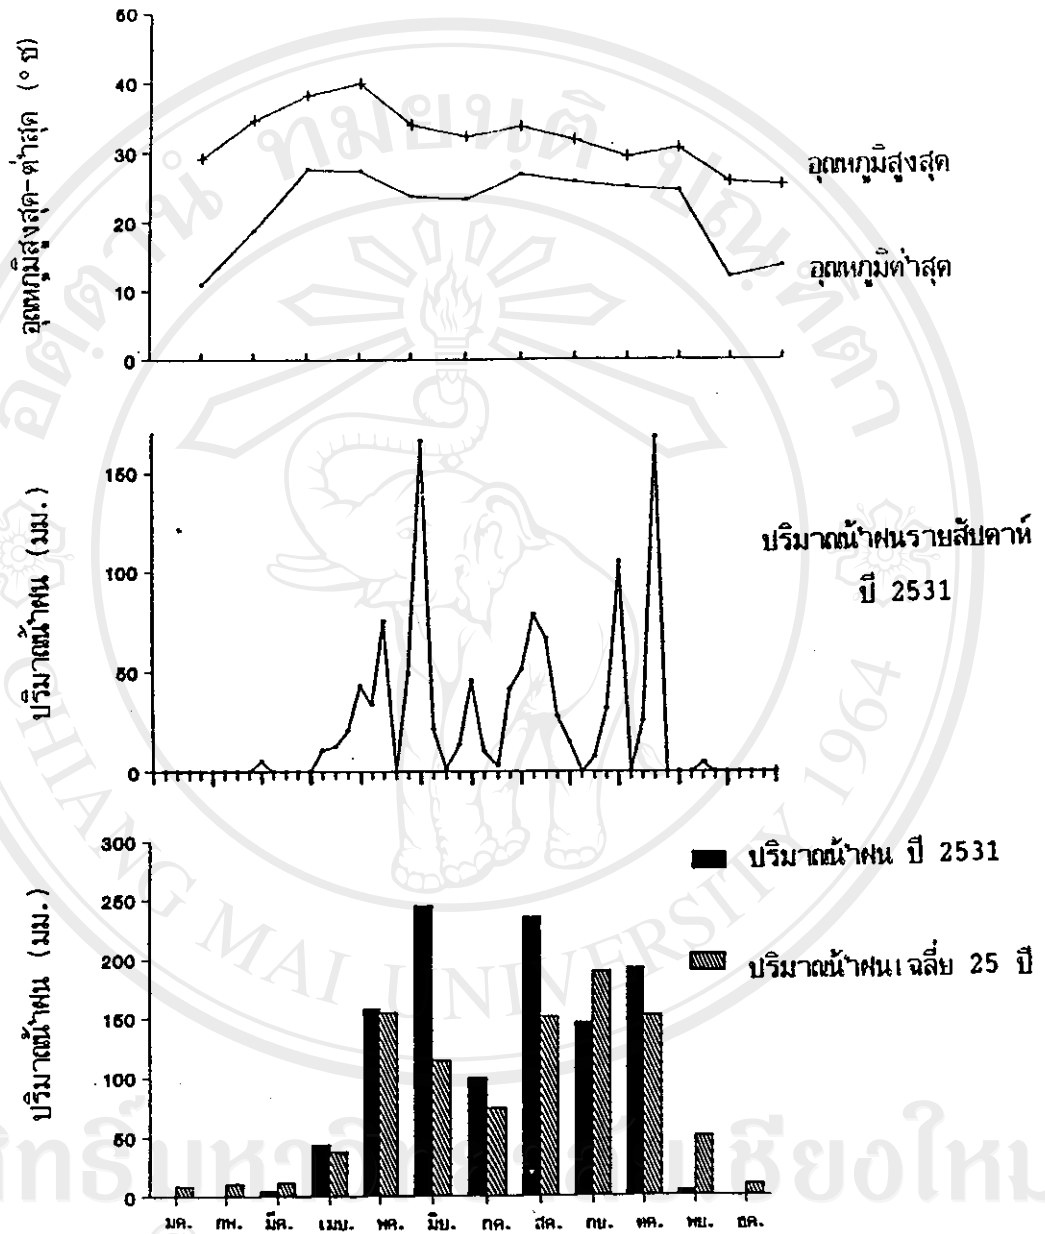 อุณหภูมิสูงสุด-ต่ำสุด (° ซ)
50
40
30
20
10
0
อุณหภูมิสูงสุด
อุณหภูมิต่ำสุด
ปริมาณน้ำฝน (มม.)
150
100
50
0
ปริมาณน้ำฝนรายสัปดาห์
ปี 2531
ปริมาณน้ำฝน (มม.)
300
250
200
150
100
50
0
ปริมาณน้ำฝน ปี 2531
ปริมาณน้ำฝนเฉลี่ย 25 ปี
มค. กพ. มีค. เมย. พค. มิย. กค. สค. กย. ตค. พย. ธค.
CHIANG MAI UNIVERSITY 1964